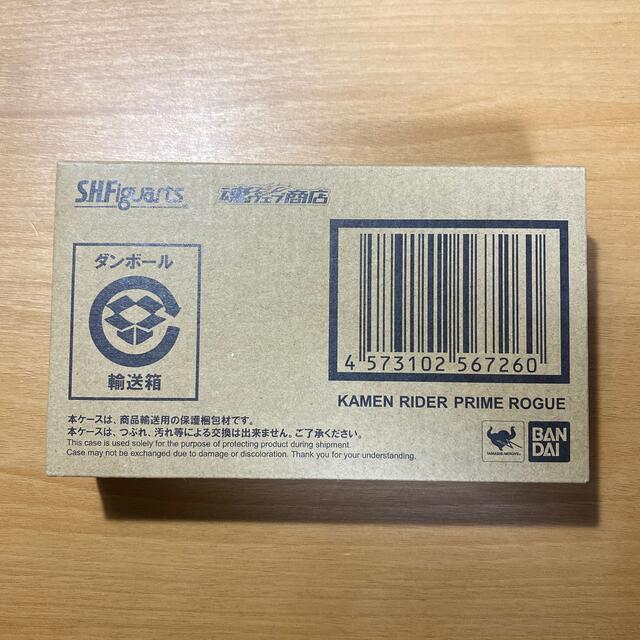 S.H.Figuarts
魂ウェブ商店
ダンボール
輸送箱
4 573102 567260
KAMEN RIDER PRIME ROGUE
本ケースは、商品輸送用の保護梱包材です。
本ケースは、つぶれ、汚れ等による交換は出来ません。ご了承ください。
This case is used solely for the purpose of protecting product during shipment.
Case may not be exchanged due to damage or discoloration. Thank you for your understanding.
TAMASHII NATIONS
BAN
DAI